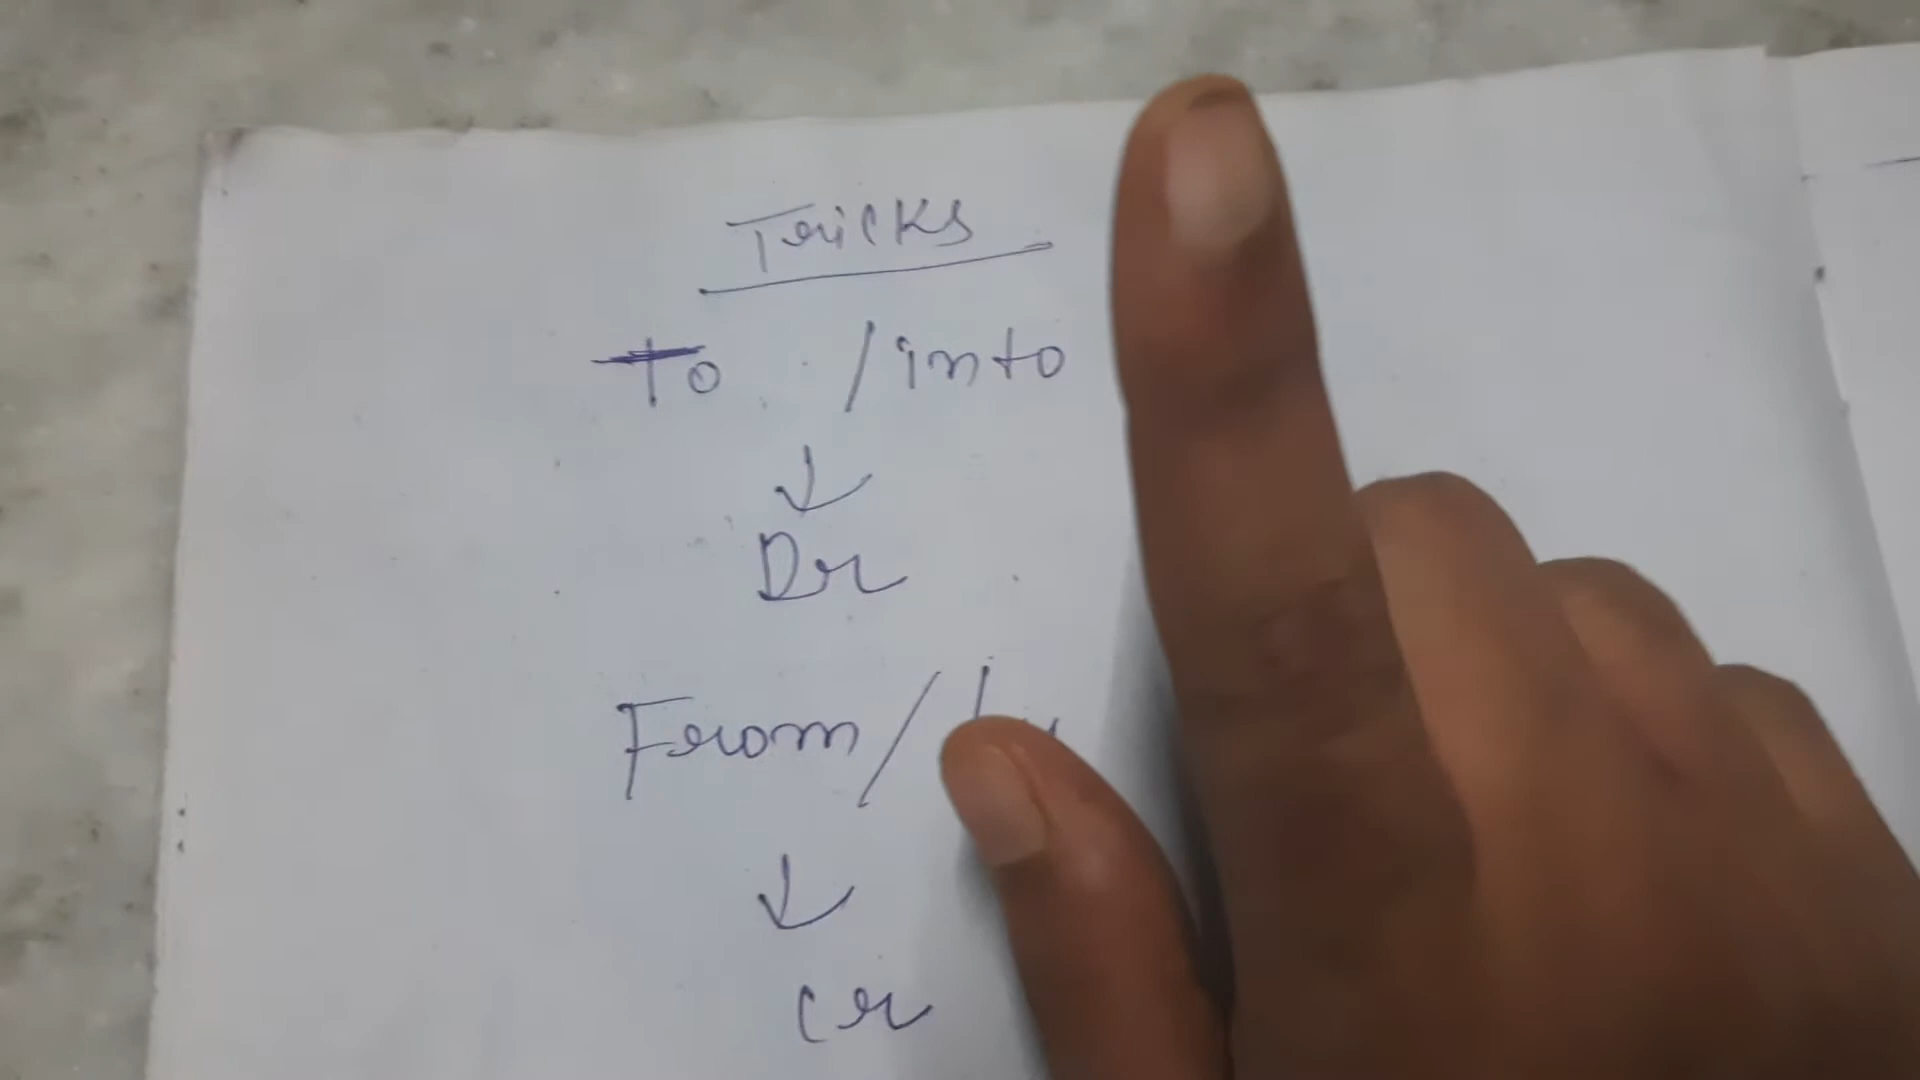 Tricks
To / into
↓
Dr
From /
↓
Cr